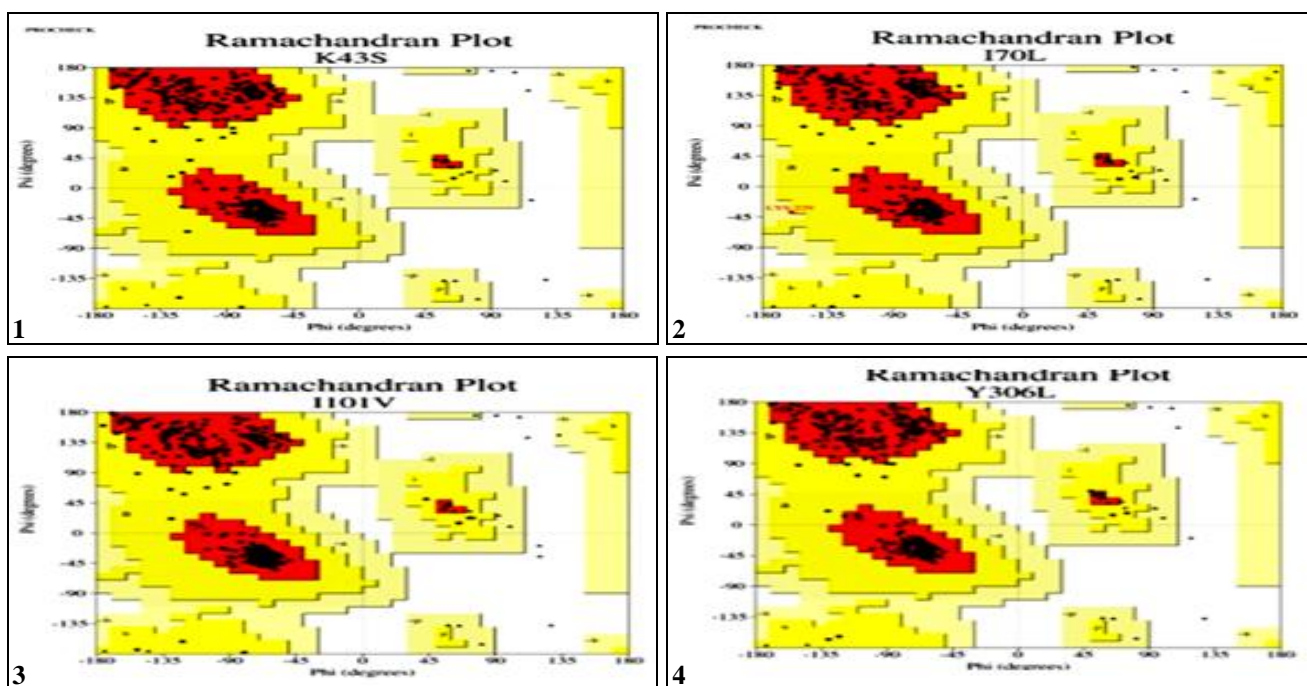 PROCHECK
Ramachandran Plot
K43S
Psi (degrees)
180
135
90
45
0
-45
-90
-135
-180 -135 -90 -45 0 45 90 135 180
Phi (degrees)
1
PROCHECK
Ramachandran Plot
I70L
Psi (degrees)
180
135
90
45
0
-45
-90
-135
-180 -135 -90 -45 0 45 90 135 180
Phi (degrees)
2
Ramachandran Plot
I101V
Psi (degrees)
180
135
90
45
0
-45
-90
-135
-180 -135 -90 -45 0 45 90 135 180
Phi (degrees)
3
Ramachandran Plot
Y306L
Psi (degrees)
180
135
90
45
0
-45
-90
-135
-180 -135 -90 -45 0 45 90 135 180
Phi (degrees)
4